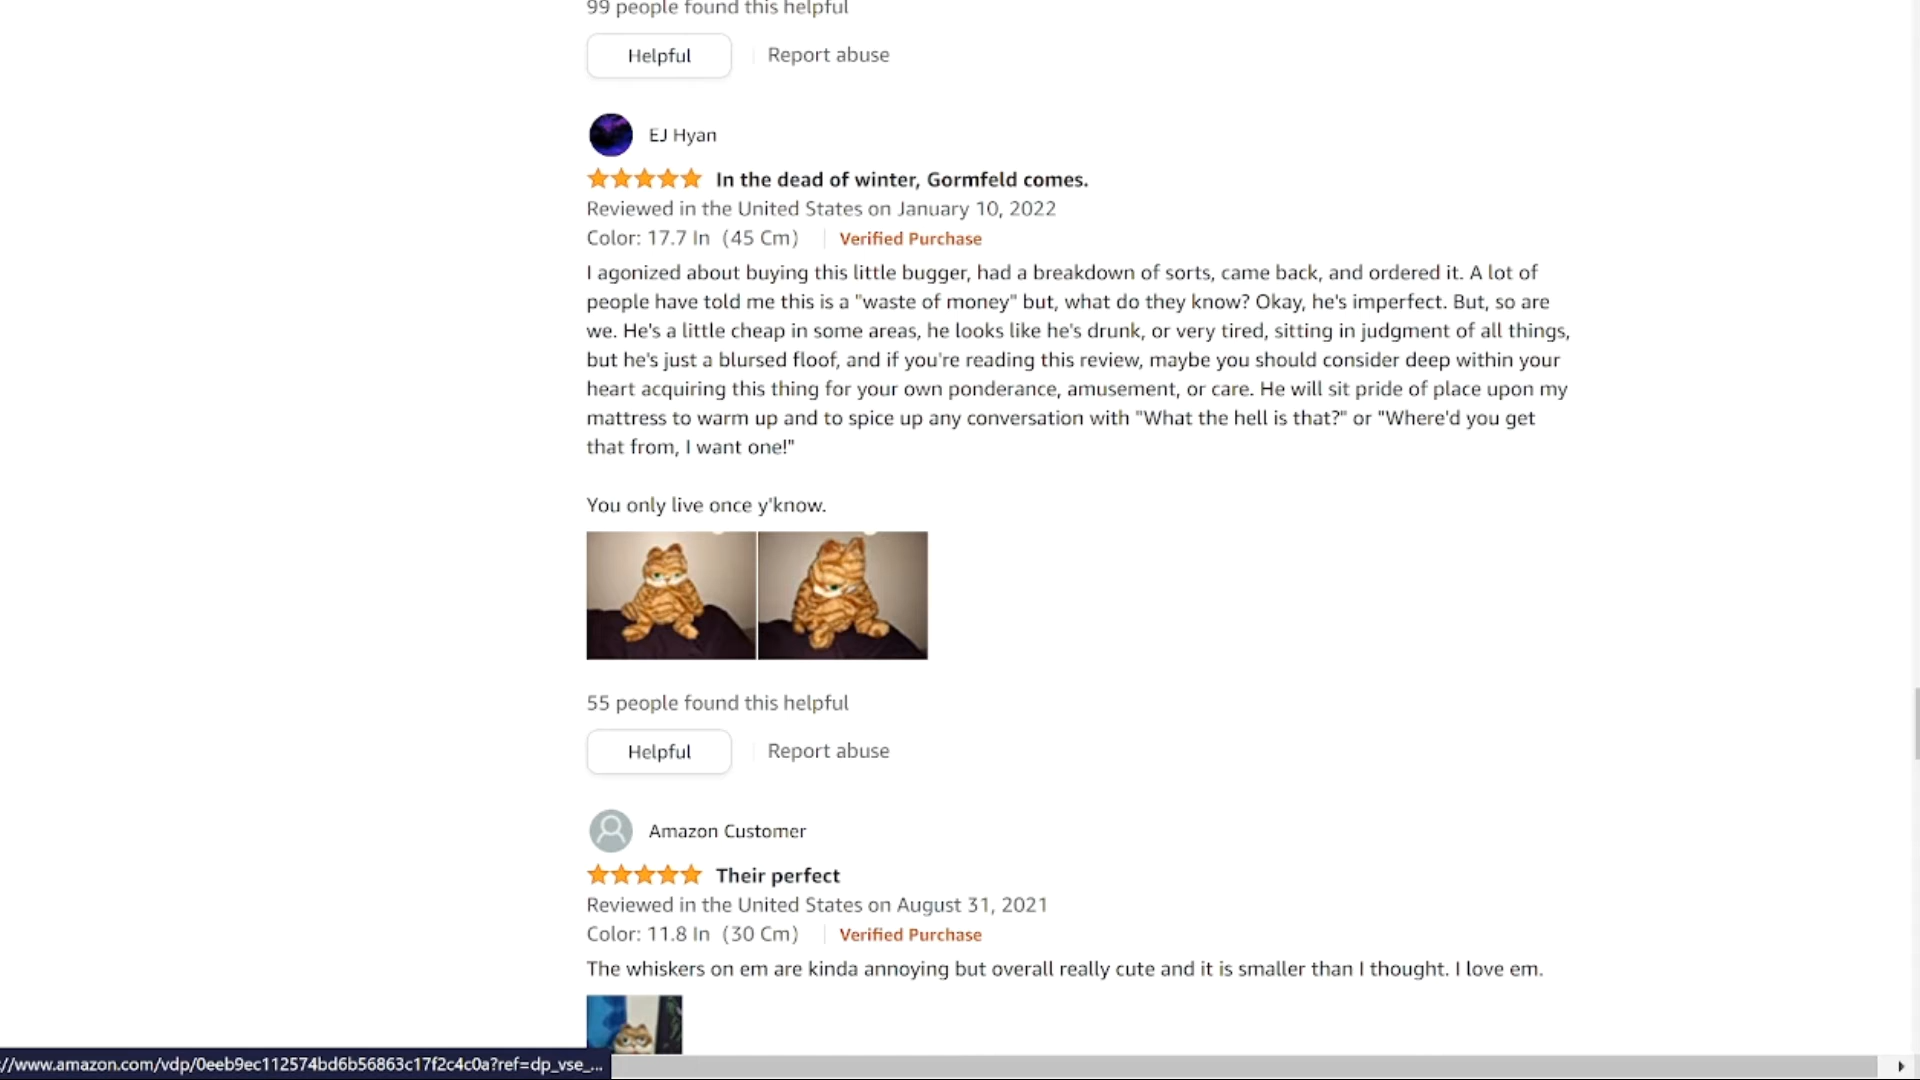 99 people found this helpful
Helpful
Report abuse
EJ Hyan
In the dead of winter, Gormfeld comes.
Reviewed in the United States on January 10, 2022
Color: 17.7 In (45 Cm)
Verified Purchase
I agonized about buying this little bugger, had a breakdown of sorts, came back, and ordered it. A lot of
people have told me this is a "waste of money" but, what do they know? Okay, he's imperfect. But, so are
we. He's a little cheap in some areas, he looks like he's drunk, or very tired, sitting in judgment of all things,
but he's just a blursed floof, and if you're reading this review, maybe you should consider deep within your
heart acquiring this thing for your own ponderance, amusement, or care. He will sit pride of place upon my
mattress to warm up and to spice up any conversation with "What the hell is that?" or "Where'd you get
that from, I want one!"
You only live once y'know.
55 people found this helpful
Helpful
Report abuse
Amazon Customer
Their perfect
Reviewed in the United States on August 31, 2021
Color: 11.8 In (30 Cm)
Verified Purchase
The whiskers on em are kinda annoying but overall really cute and it is smaller than I thought. I love em.
//www.amazon.com/vdp/0eeb9ec112574bd6b56863c17f2c4c0a?ref=dp_vse_...